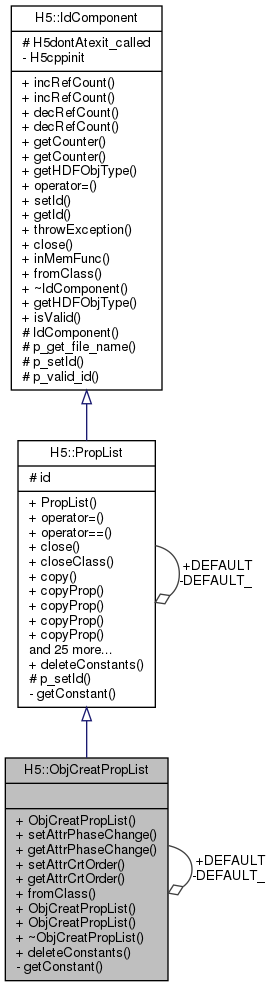 H5::IdComponent
# H5dontAtexit_called
- H5cppinit
+ incRefCount()
+ incRefCount()
+ decRefCount()
+ decRefCount()
+ getCounter()
+ getCounter()
+ getHDFObjType()
+ operator=()
+ setId()
+ getId()
+ throwException()
+ close()
+ inMemFunc()
+ fromClass()
+ ~IdComponent()
+ getHDFObjType()
+ isValid()
# IdComponent()
# p_get_file_name()
# p_setId()
# p_valid_id()
H5::PropList
# id
+ PropList()
+ operator=()
+ operator==()
+ close()
+ closeClass()
+ copy()
+ copyProp()
+ copyProp()
+ copyProp()
+ copyProp()
and 25 more...
+ deleteConstants()
# p_setId()
- getConstant()
+DEFAULT
-DEFAULT_
H5::ObjCreatPropList
+ ObjCreatPropList()
+ setAttrPhaseChange()
+ getAttrPhaseChange()
+ setAttrCrtOrder()
+ getAttrCrtOrder()
+ fromClass()
+ ObjCreatPropList()
+ ObjCreatPropList()
+ ~ObjCreatPropList()
+ deleteConstants()
- getConstant()
+DEFAULT
-DEFAULT_